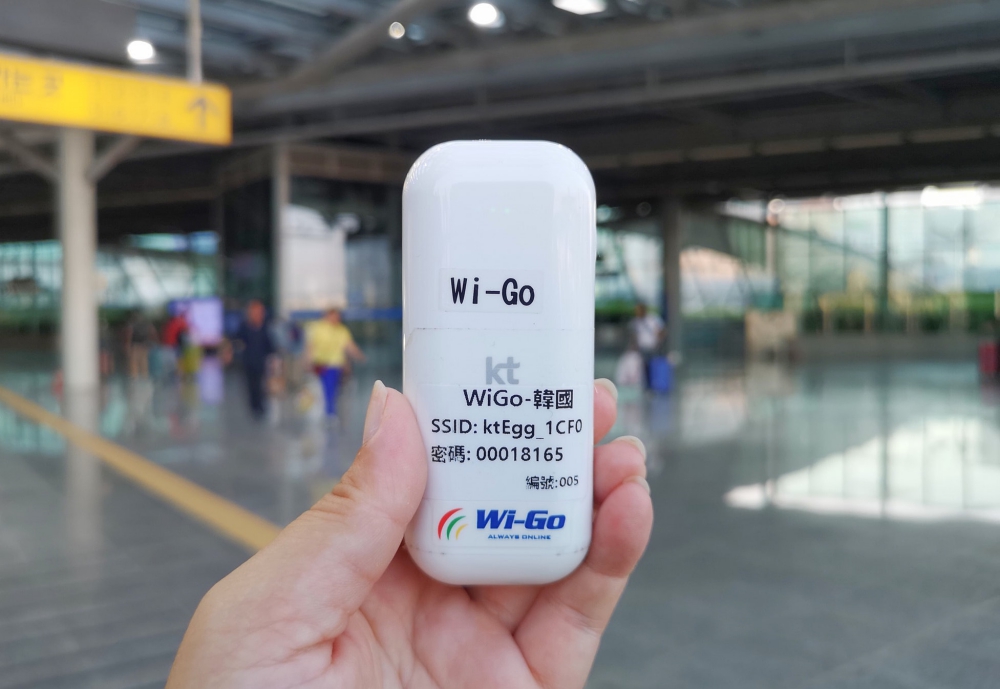 Wi-Go
kt
WiGo-韓國
SSID: ktEgg_1CF0
密碼: 00018165
編號:005
Wi-Go
ALWAYS ONLINE